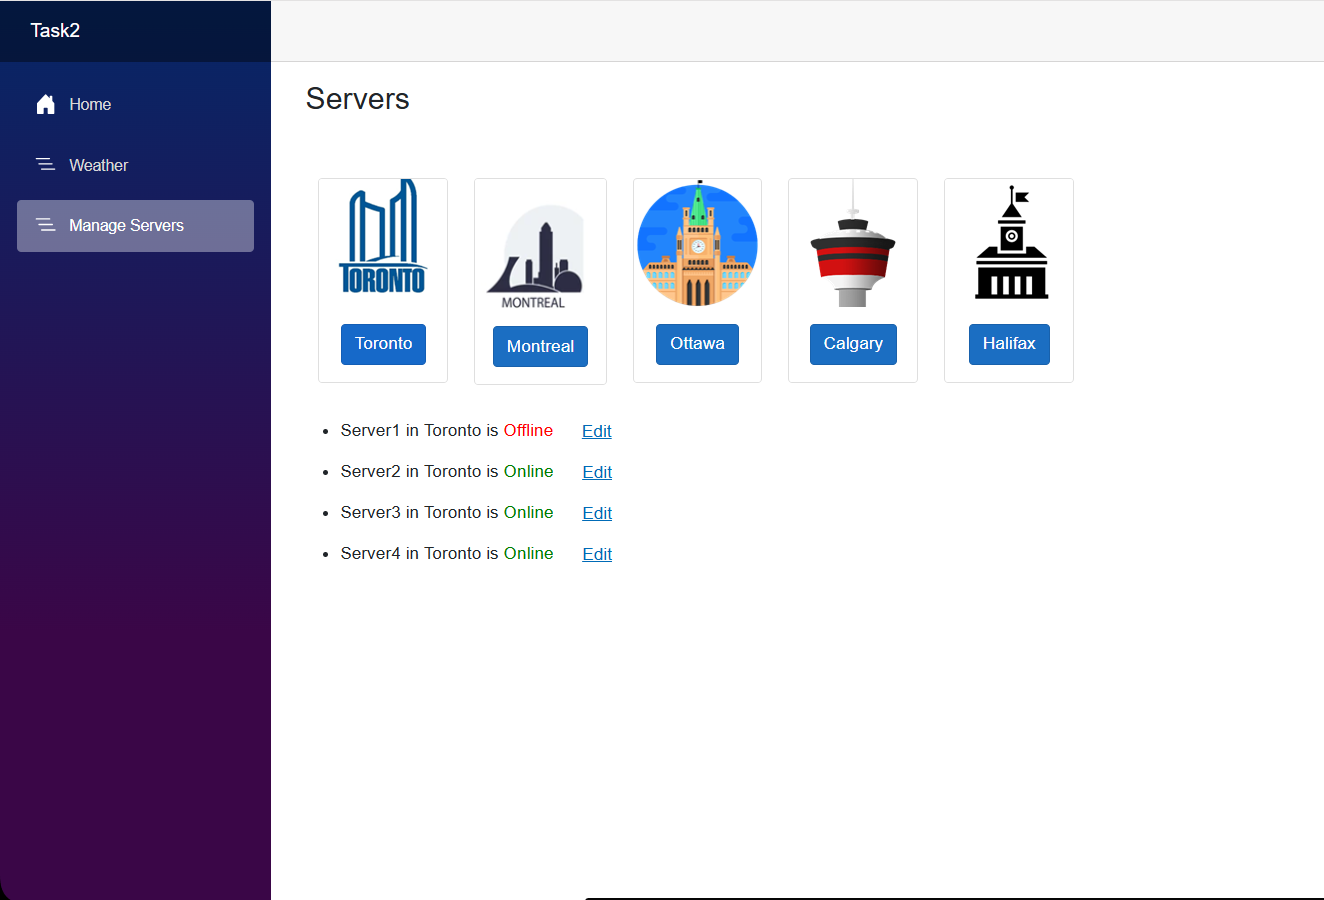 Task2
Home
Weather
Manage Servers
Servers
TORONTO
MONTREAL
Toronto
Montreal
Ottawa
Calgary
Halifax
Server1 in Toronto is Offline Edit
Server2 in Toronto is Online Edit
Server3 in Toronto is Online Edit
Server4 in Toronto is Online Edit